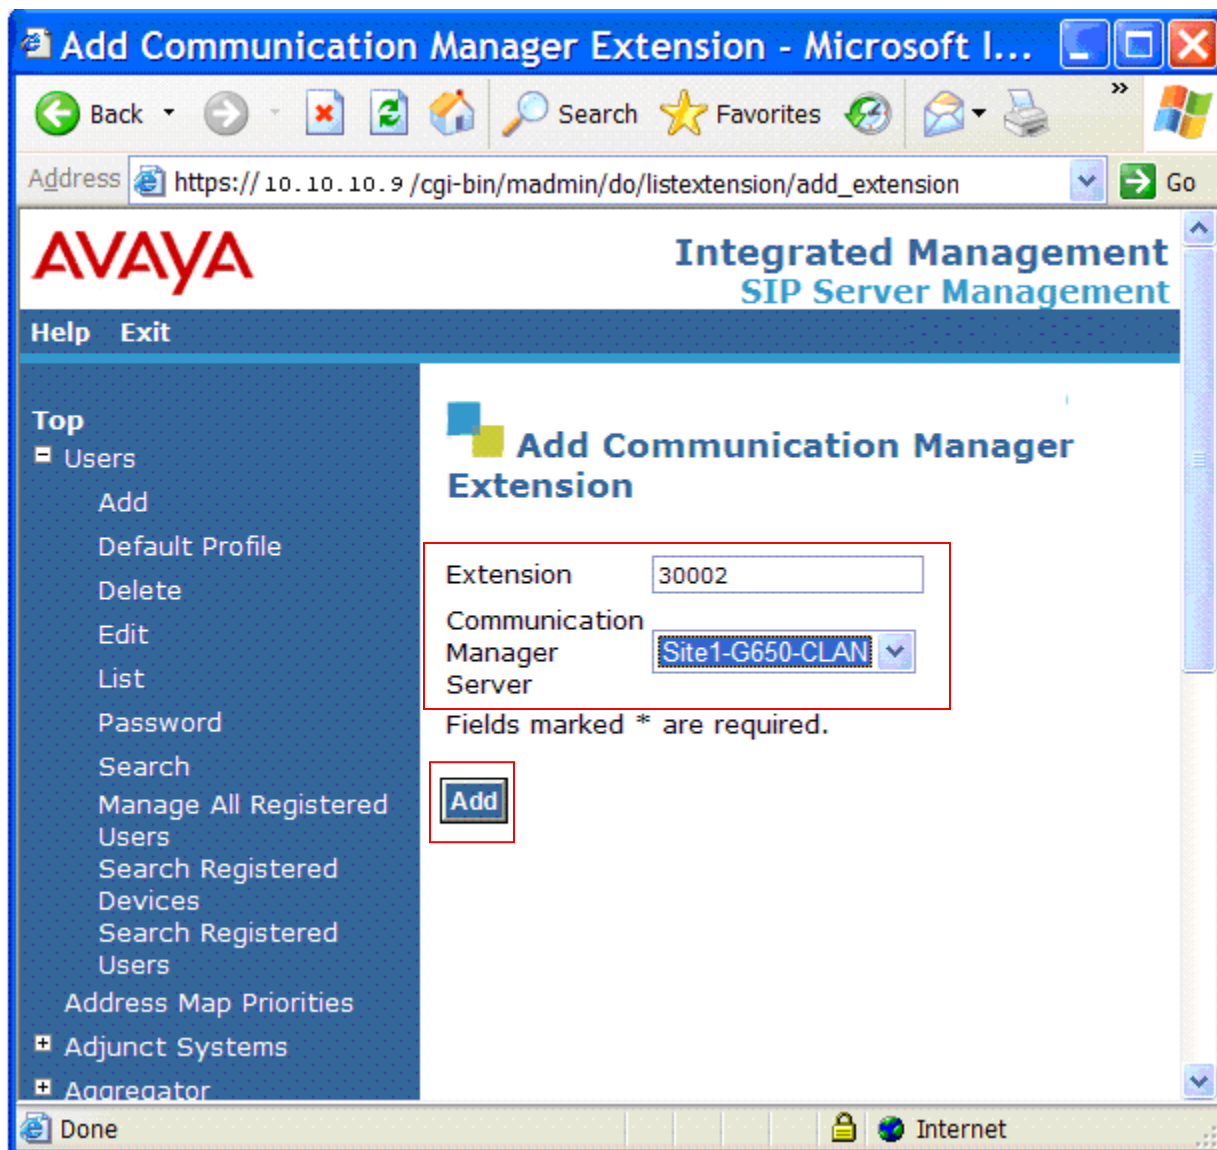 Add Communication Manager Extension - Microsoft I...
Back
Search
Favorites
»
Address
https://10.10.10.9/cgi-bin/madmin/do/listextension/add_extension
Go
AVAYA
Integrated Management
SIP Server Management
Help Exit
Top
Users
Add
Default Profile
Delete
Edit
List
Password
Search
Manage All Registered
Users
Search Registered
Devices
Search Registered
Users
Address Map Priorities
Adjunct Systems
Aggregator
Add Communication Manager
Extension
Extension
30002
Communication
Manager
Server
Site1-G650-CLAN
Fields marked * are required.
Add
Done
Internet